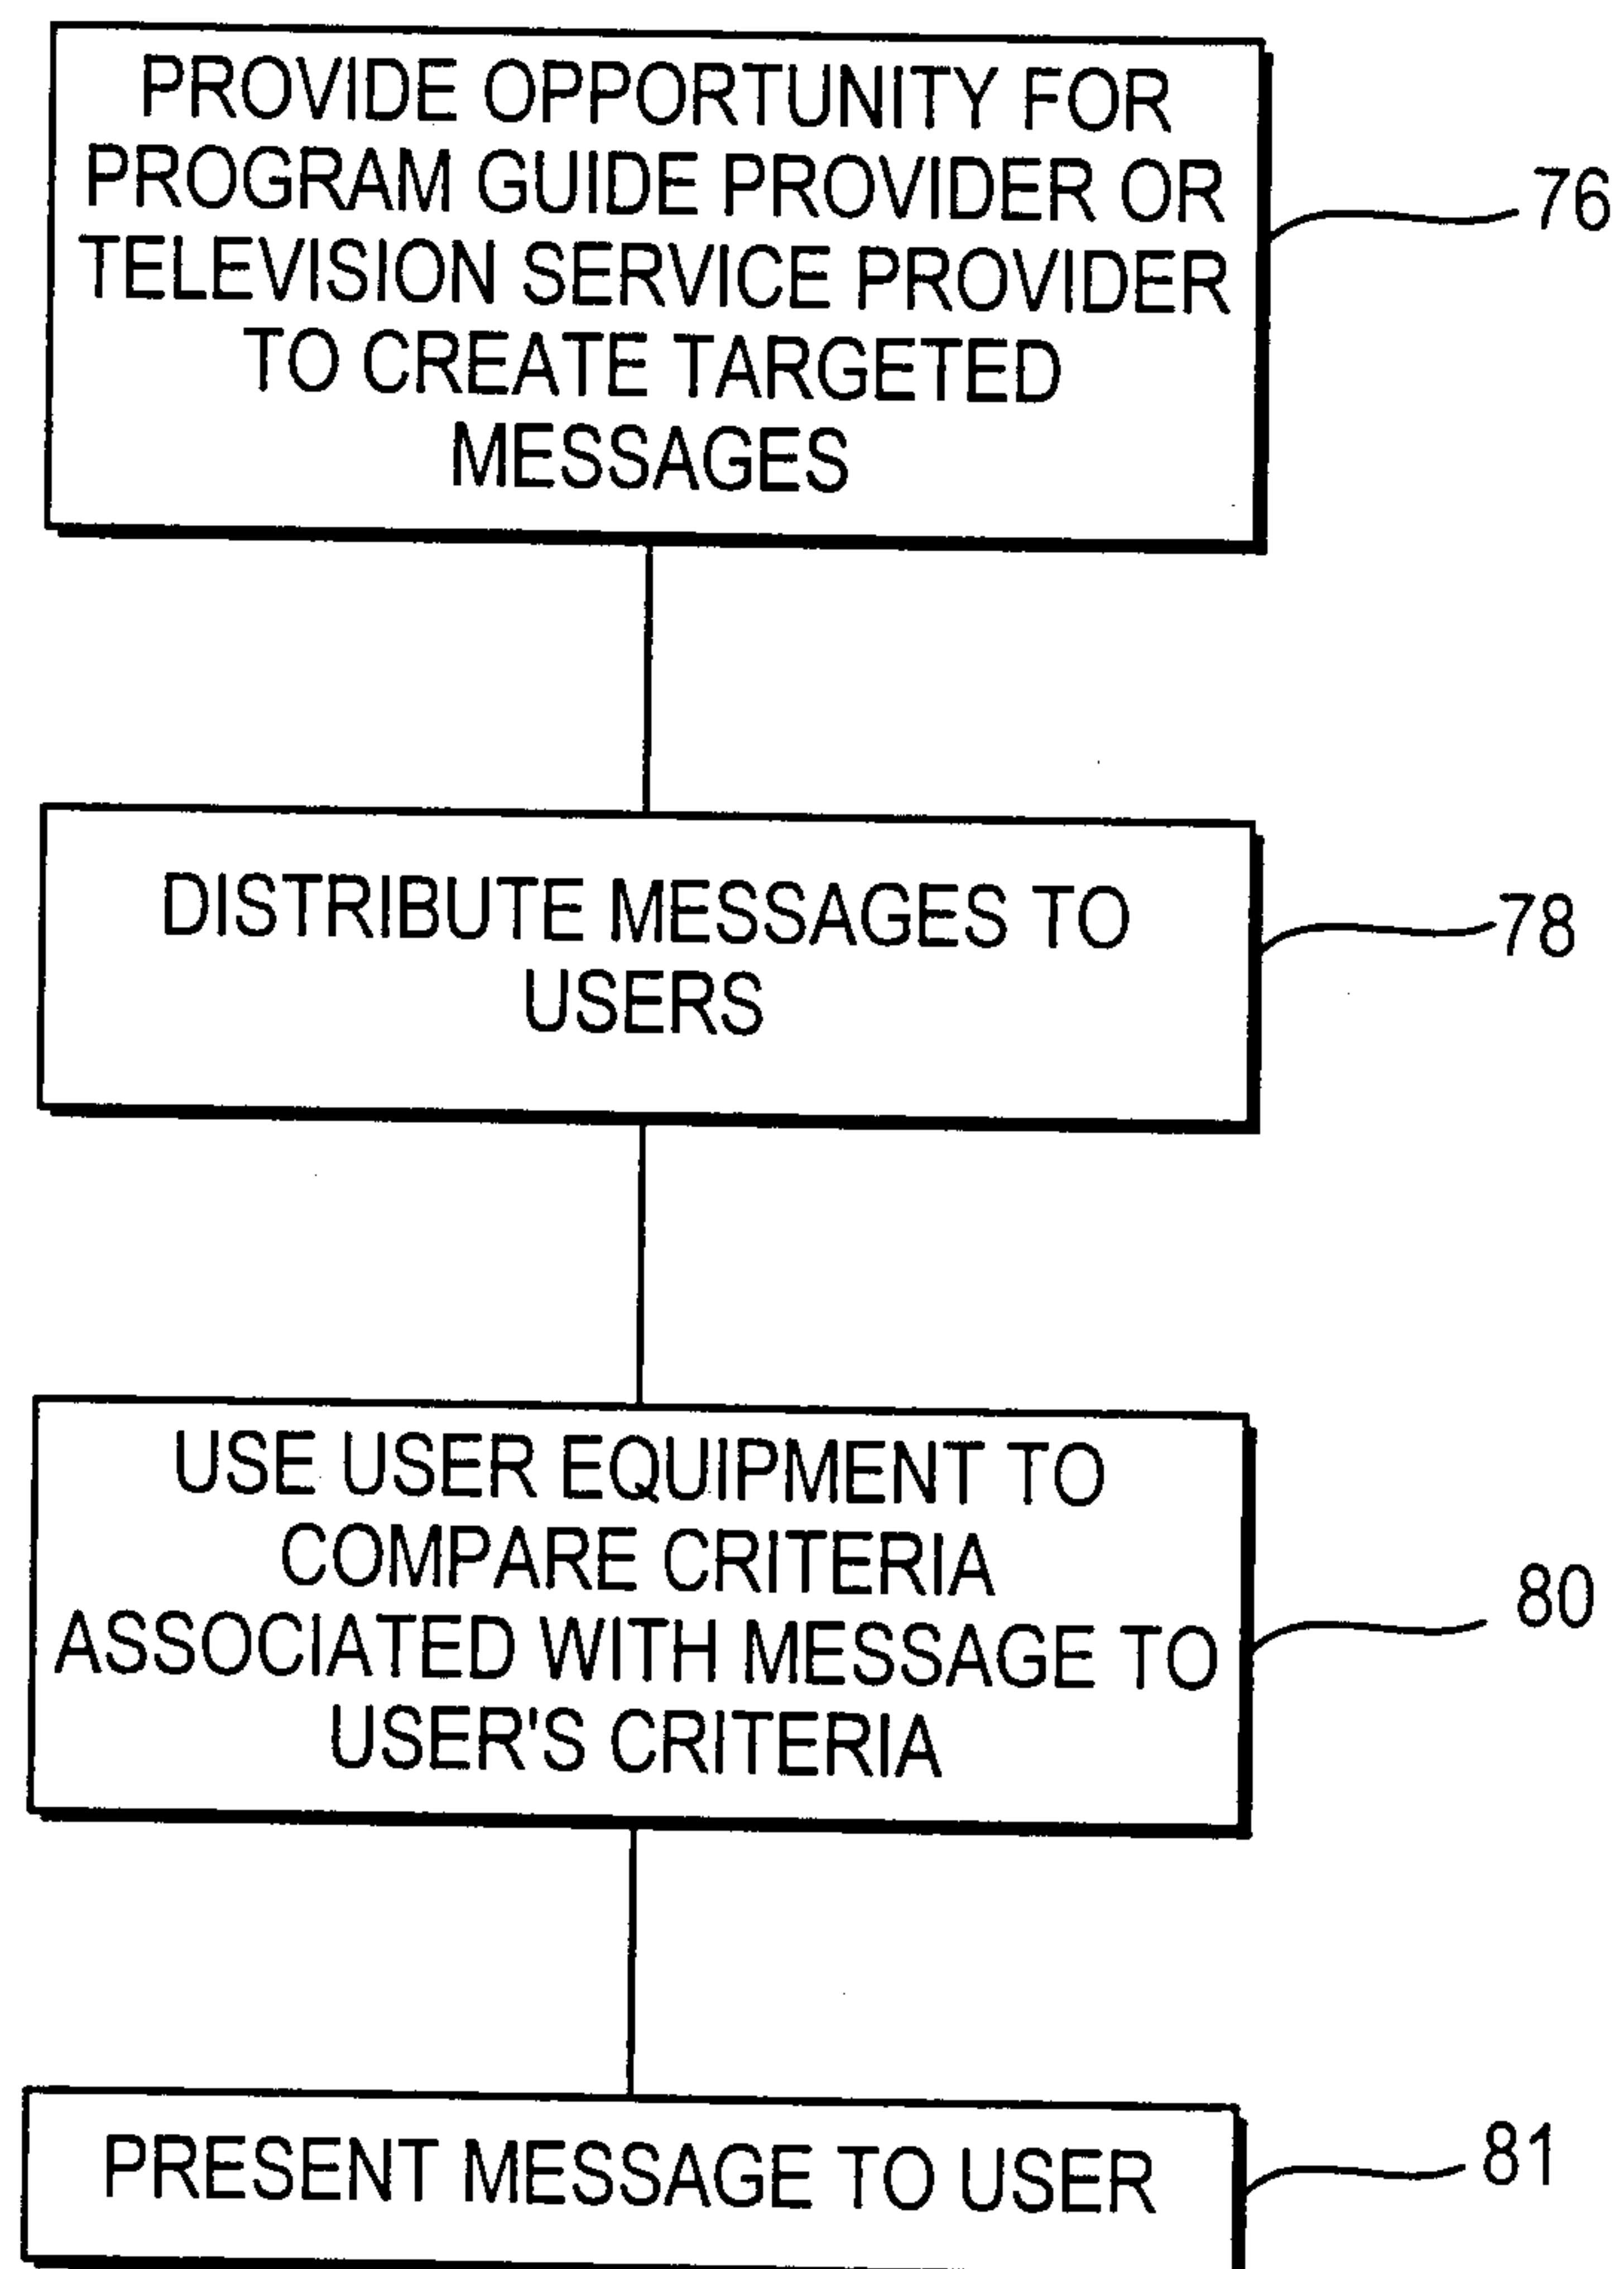 PROVIDE OPPORTUNITY FOR
PROGRAM GUIDE PROVIDER OR
TELEVISION SERVICE PROVIDER
TO CREATE TARGETED
MESSAGES
76
DISTRIBUTE MESSAGES TO
USERS
78
USE USER EQUIPMENT TO
COMPARE CRITERIA
ASSOCIATED WITH MESSAGE TO
USER'S CRITERIA
80
PRESENT MESSAGE TO USER
81